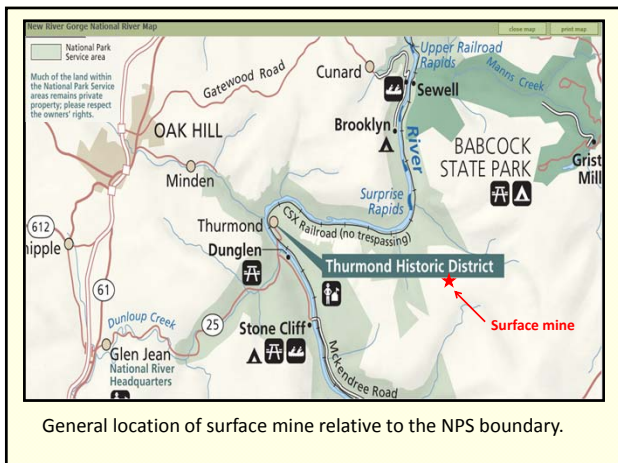 New River Gorge National River Map
close map
print map
National Park
Service area
Much of the land within
the National Park Service
areas remains private
property; please respect
the owners' rights.
Gatewood Road
Cunard
Upper Railroad
Rapids
Manns Creek
Sewell
OAK HILL
Brooklyn
River
BABCOCK
STATE PARK
Grist
Mill
Minden
Surprise
Rapids
612
hipple
Thurmond
CSX Railroad (no trespassing)
Dunglen
Thurmond Historic District
61
Surface mine
Dunloup Creek
25
Stone Cliff
Glen Jean
National River
Headquarters
Mckendree Road
General location of surface mine relative to the NPS boundary.